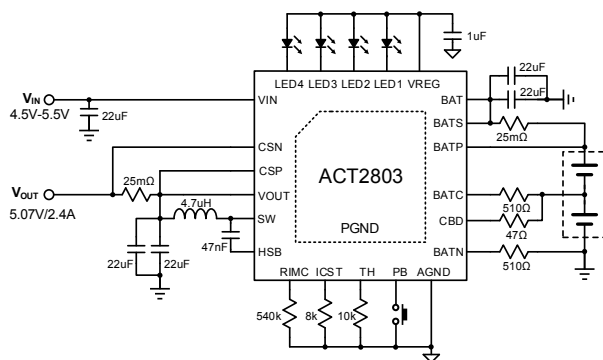 1uF
LED4 LED3 LED2 LED1 VREG
22uF
22uF
VIN
4.5V-5.5V
22uF
VIN
BAT
BATS
25mΩ
CSN
BATP
CSP
ACT2803
VOUT
5.07V/2.4A
25mΩ
VOUT
BATC
510Ω
4.7uH
SW
CBD
47Ω
PGND
47nF
HSB
BATN
510Ω
22uF
22uF
RIMC ICST TH PB AGND
540k
8k
10k